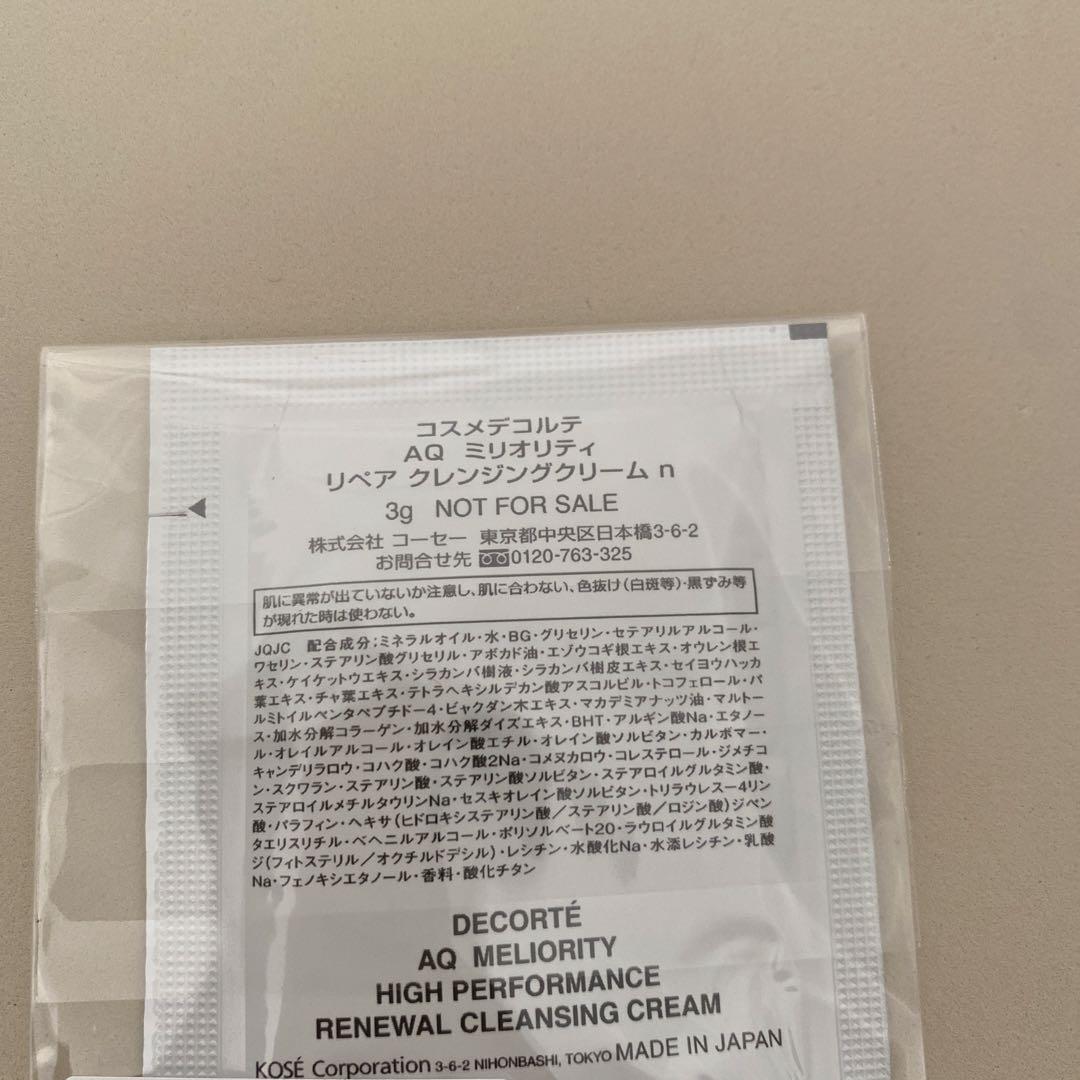 コスメデコルテ
AQ ミリオリティ
リペア クレンジングクリーム n
3g NOT FOR SALE
株式会社 コーセー 東京都中央区日本橋3-6-2
お問合せ先 0120-763-325
肌に異常が出ていないか注意し、肌に合わない、色抜け(白斑等)・黒ずみ等
が現れた時は使わない。
JQJC 配合成分;ミネラルオイル・水・BG・グリセリン・セテアリルアルコール・
ワセリン・ステアリン酸グリセリル・アボカド油・エゾウコギ根エキス・オウレン根エ
キス・ケイケットウエキス・シラカンバ樹液・シラカンバ樹皮エキス・セイヨウハッカ
葉エキス・チャ葉エキス・テトラヘキシルデカン酸アスコルビル・トコフェロール・パ
ルミトイルペンタペプチド-4・ビャクダン木エキス・マカデミアナッツ油・マルトー
ス・加水分解コラーゲン・加水分解ダイズエキス・BHT・アルギン酸Na・エタノー
ル・オレイルアルコール・オレイン酸エチル・オレイン酸ソルビタン・カルボマー・
キャンデリラロウ・コハク酸・コハク酸2Na・コメヌカロウ・コレステロール・ジメチコ
ン・スクワラン・ステアリン酸・ステアリン酸ソルビタン・ステアロイルグルタミン酸・
ステアロイルメチルタウリンNa・セスキオレイン酸ソルビタン・トリラウレス-4リン
酸・パラフィン・ヘキサ(ヒドロキシステアリン酸/ステアリン酸/ロジン酸)ジペン
タエリスリチル・ベヘニルアルコール・ポリソルベート20・ラウロイルグルタミン酸
ジ(フィトステリル/オクチルドデシル)・レシチン・水酸化Na・水添レシチン・乳酸
Na・フェノキシエタノール・香料・酸化チタン
DECORTÉ
AQ MELIORITY
HIGH PERFORMANCE
RENEWAL CLEANSING CREAM
KOSÉ Corporation 3-6-2 NIHONBASHI, TOKYO MADE IN JAPAN